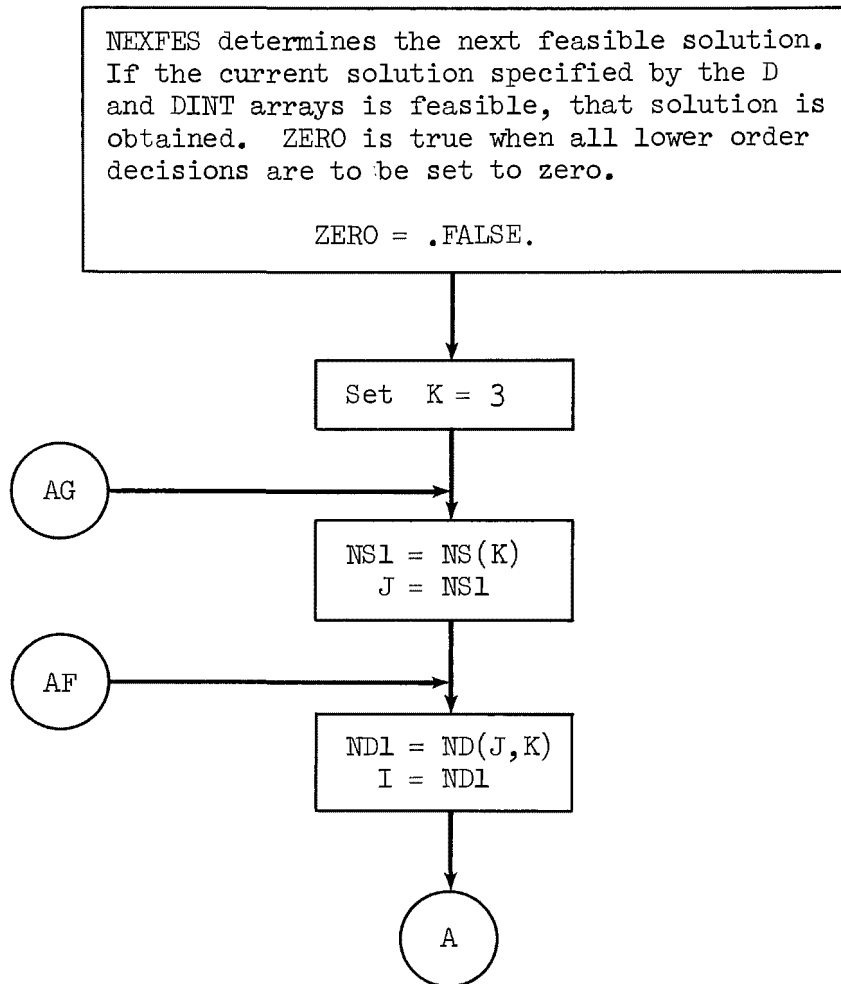 NEXFES determines the next feasible solution.
If the current solution specified by the D
and DINT arrays is feasible, that solution is
obtained. ZERO is true when all lower order
decisions are to be set to zero.
ZERO = .FALSE.
Set K = 3
AG
NS1 = NS(K)
J = NS1
AF
ND1 = ND(J,K)
I = ND1
A